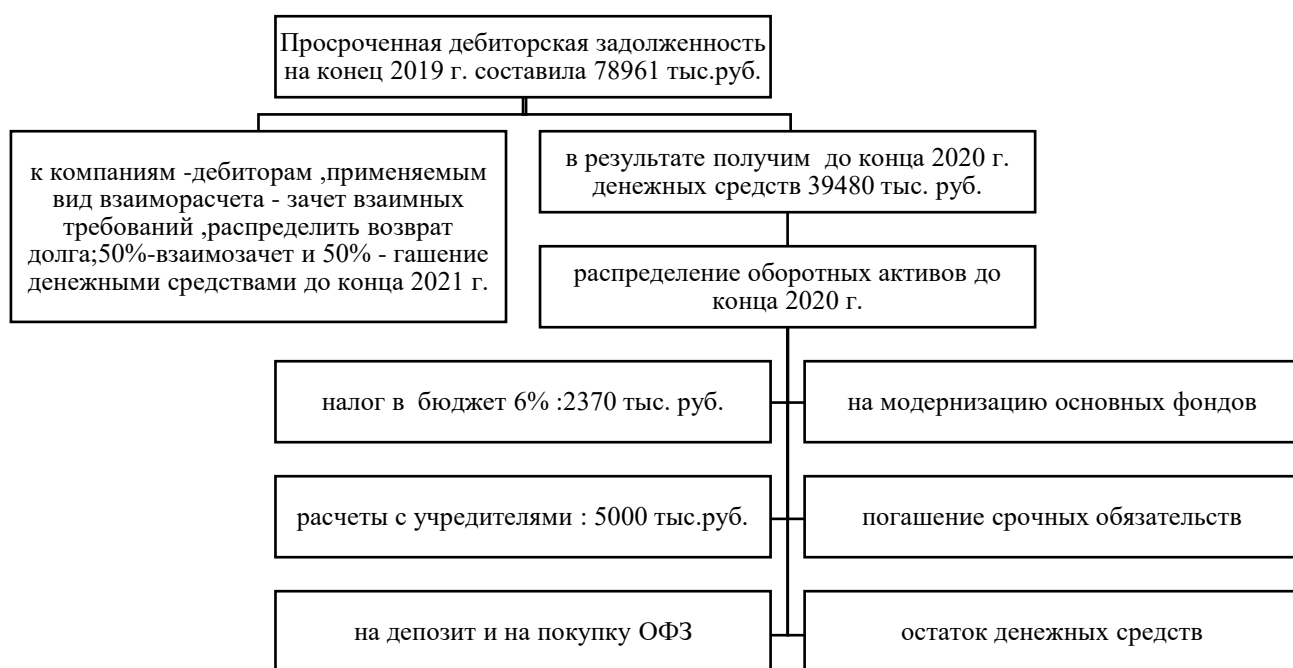 Просроченная дебиторская задолженность
на конец 2019 г. составила 78961 тыс.руб.
к компаниям -дебиторам ,применяемым
вид взаиморасчета - зачет взаимных
требований ,распределить возврат
долга;50%-взаимозачет и 50% - гашение
денежными средствами до конца 2021 г.
в результате получим до конца 2020 г.
денежных средств 39480 тыс. руб.
распределение оборотных активов до
конца 2020 г.
налог в бюджет 6% :2370 тыс. руб.
на модернизацию основных фондов
расчеты с учредителями : 5000 тыс.руб.
погашение срочных обязательств
на депозит и на покупку ОФЗ
остаток денежных средств